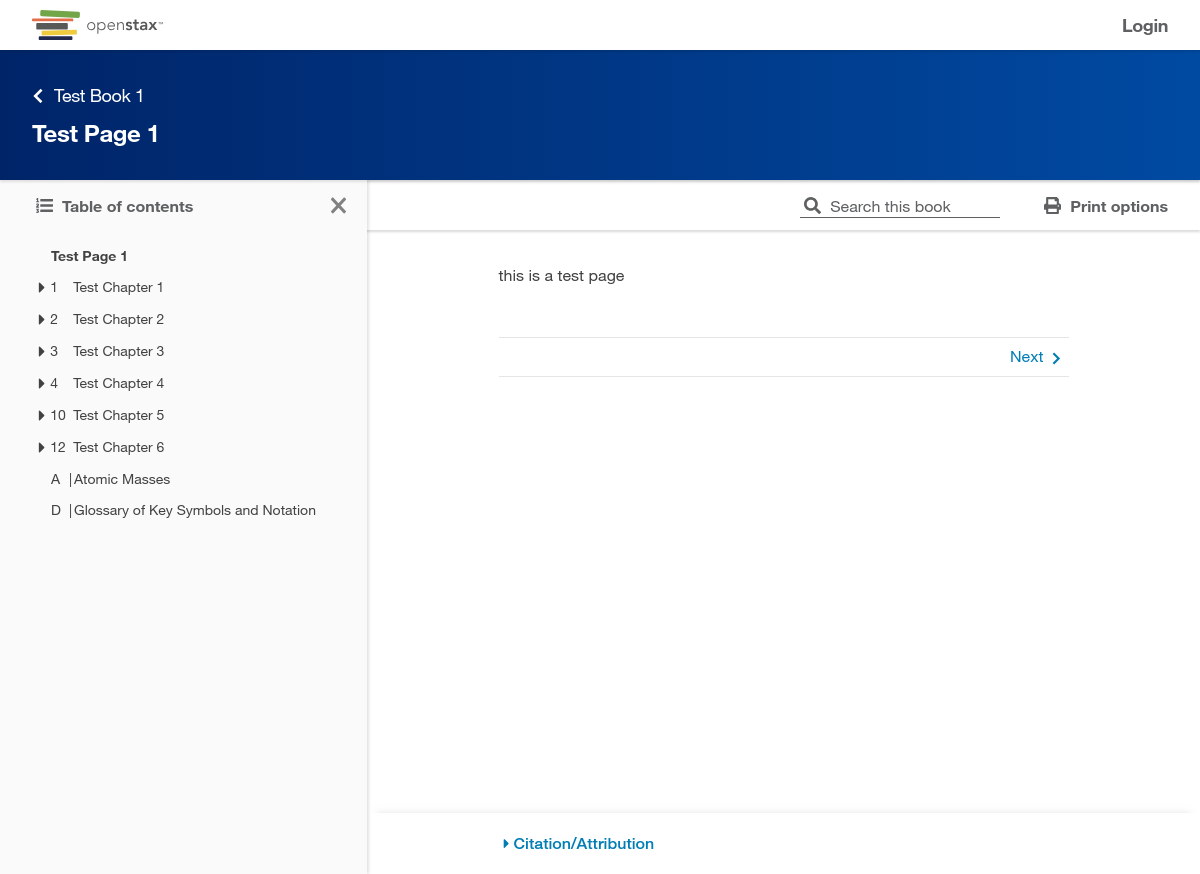 openstax™
Login
Test Book 1
Test Page 1
Table of contents
Search this book
Print options
Test Page 1
1 Test Chapter 1
2 Test Chapter 2
3 Test Chapter 3
4 Test Chapter 4
10 Test Chapter 5
12 Test Chapter 6
A |Atomic Masses
D |Glossary of Key Symbols and Notation
this is a test page
Next
Citation/Attribution